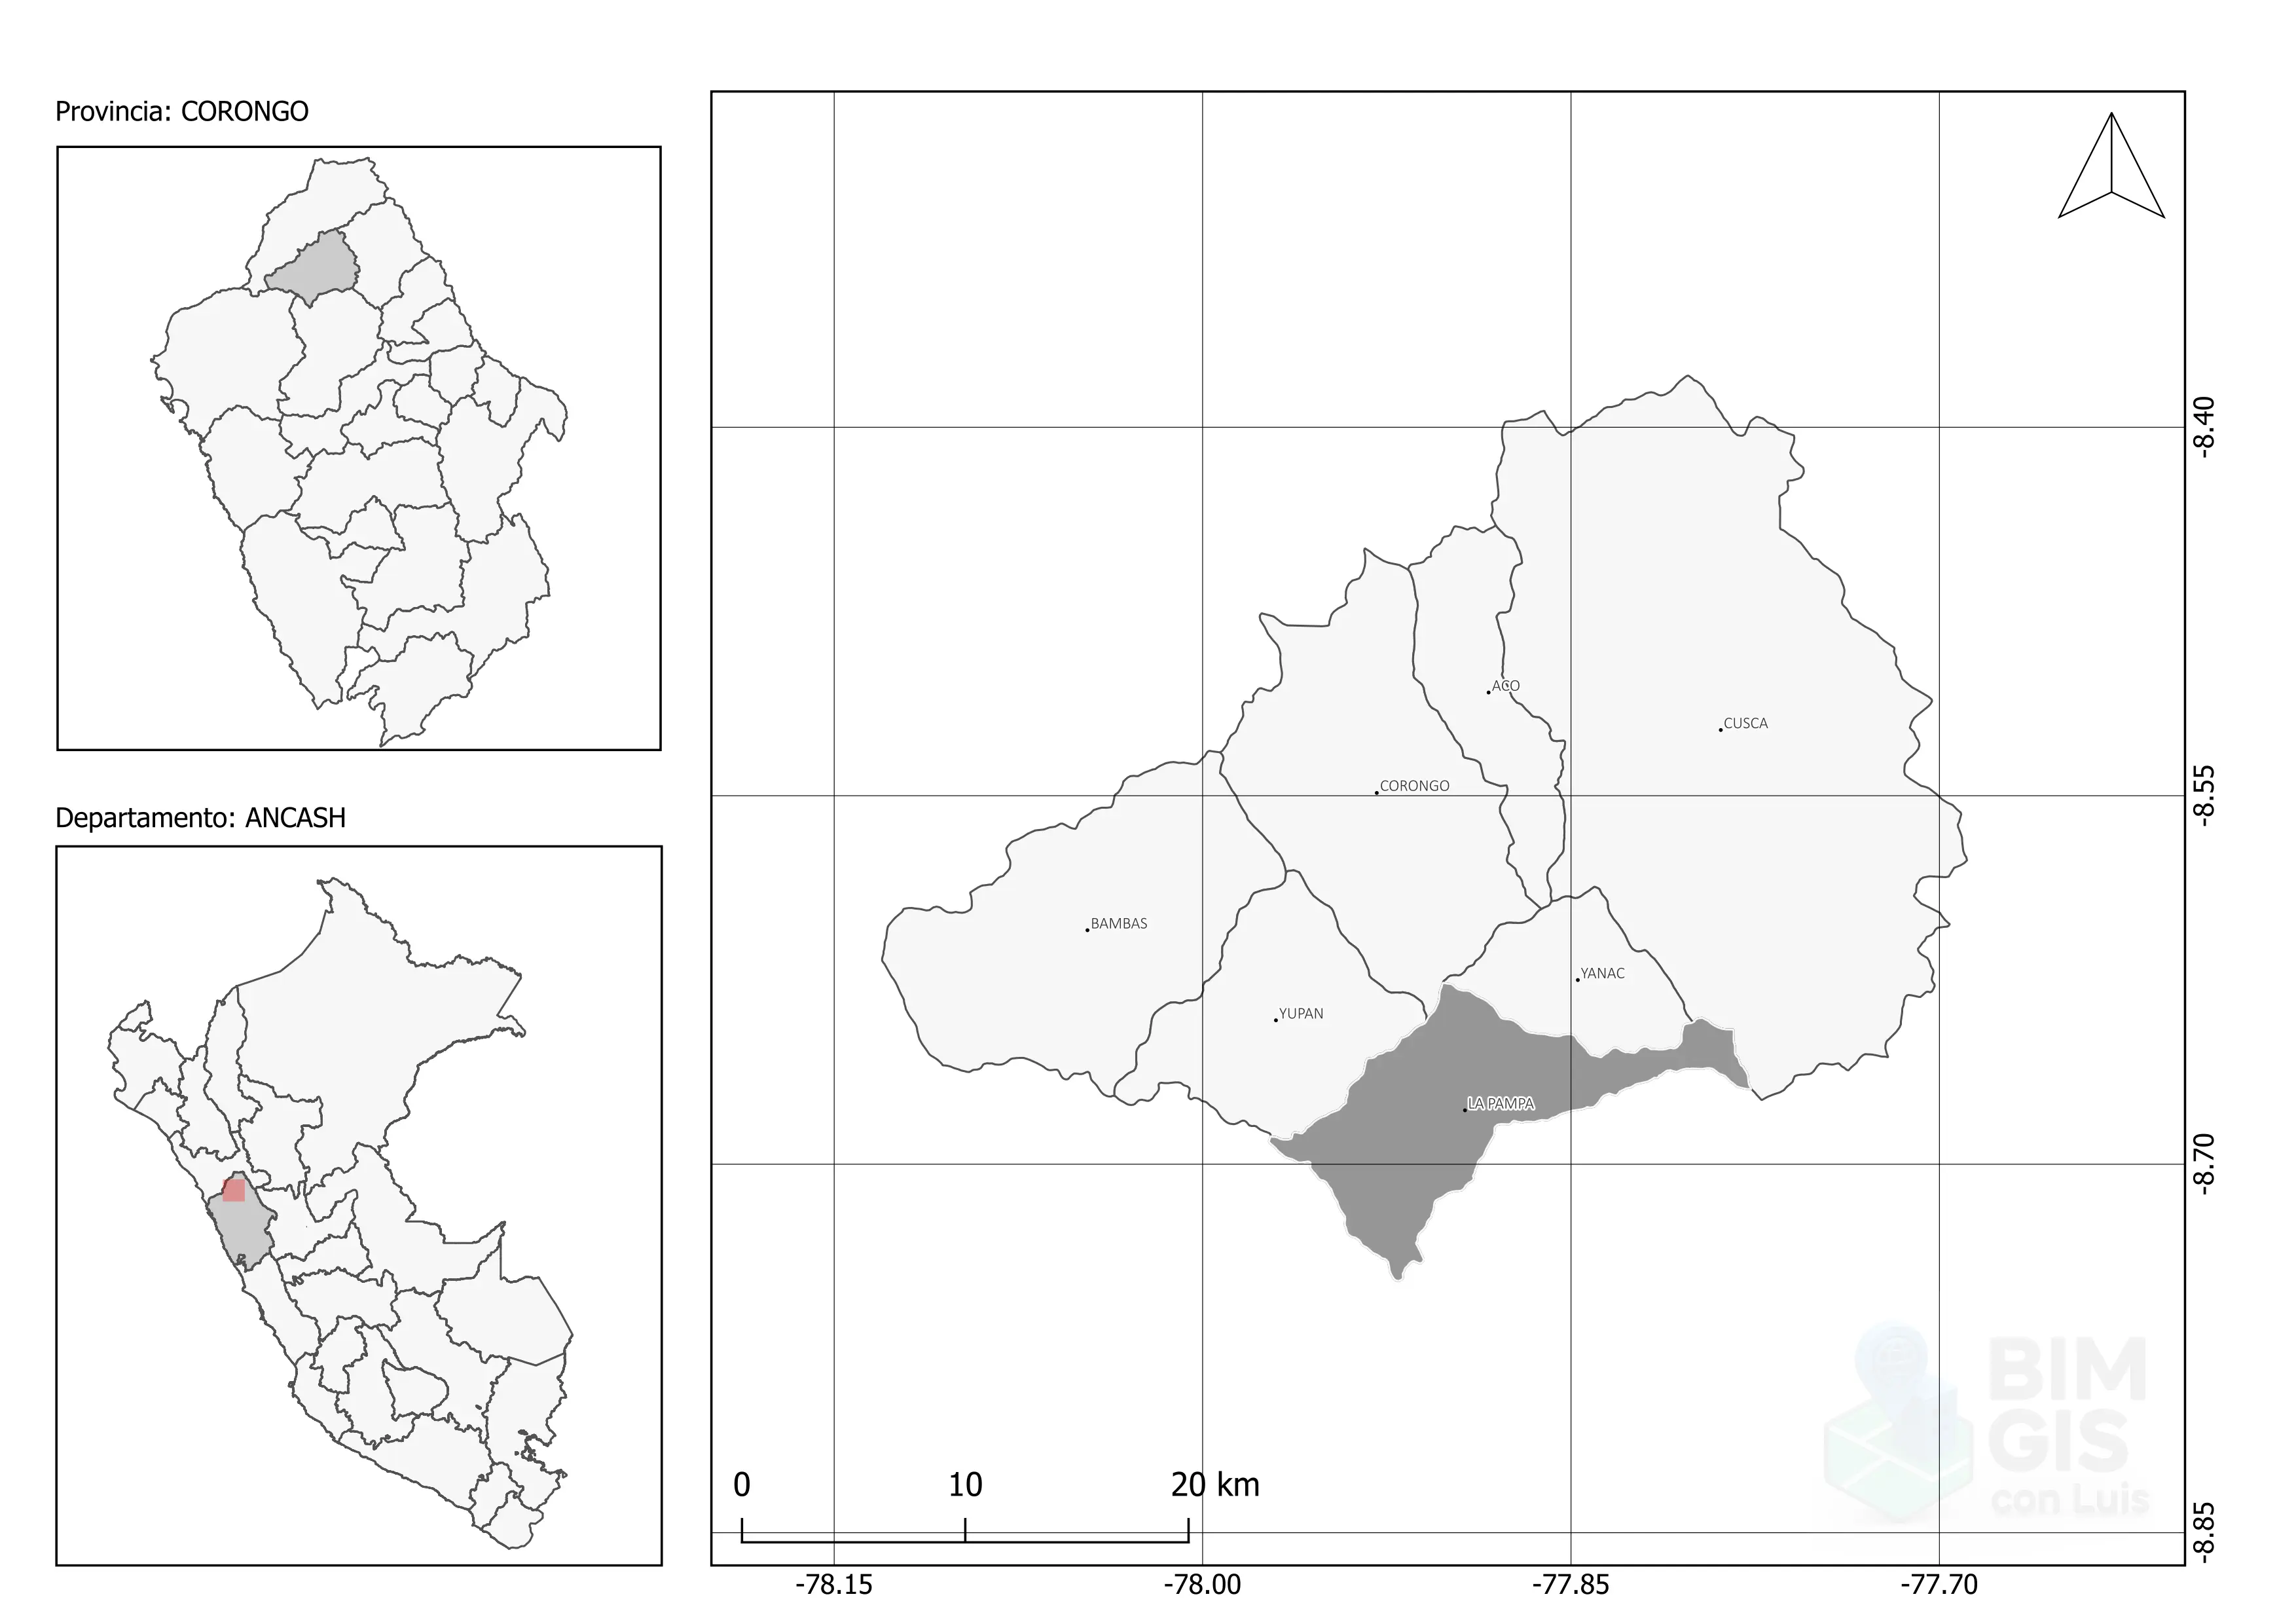 Provincia: CORONGO
Departamento: ANCASH
ACO
CUSCA
CORONGO
BAMBAS
YANAC
YUPAN
LA PAMPA
-8.40
-8.55
-8.70
-8.85
0 10 20 km
-78.15 -78.00 -77.85 -77.70
BIM
GIS
con Luis